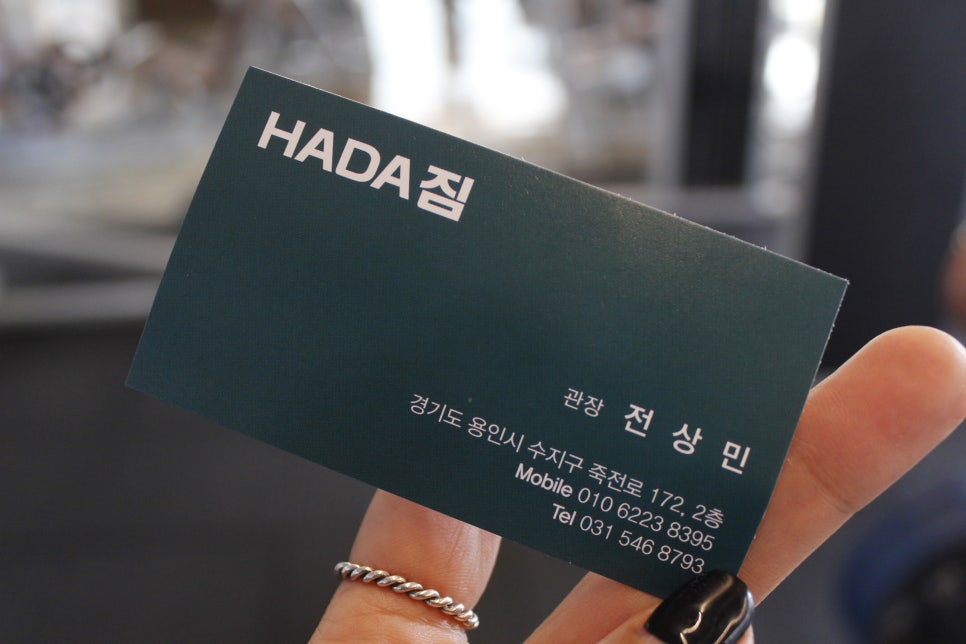 HADA짐
관장 전 상 민
경기도 용인시 수지구 죽전로 172, 2층
Mobile 010 6223 8395
Tel 031 546 8793